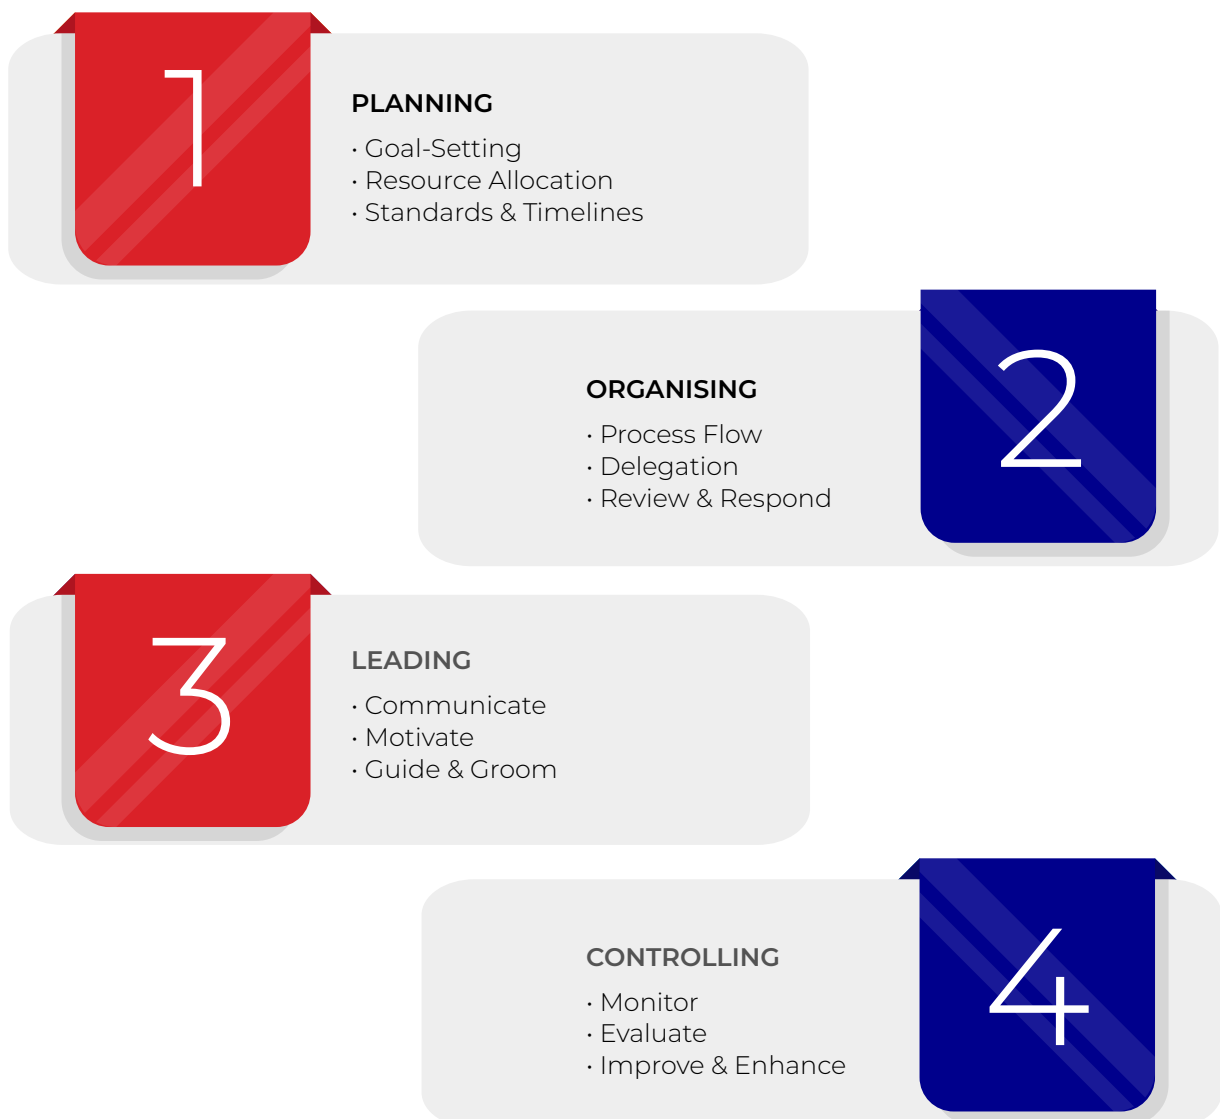 1
PLANNING
· Goal-Setting
· Resource Allocation
· Standards & Timelines
2
ORGANISING
· Process Flow
· Delegation
· Review & Respond
3
LEADING
· Communicate
· Motivate
· Guide & Groom
4
CONTROLLING
· Monitor
· Evaluate
· Improve & Enhance